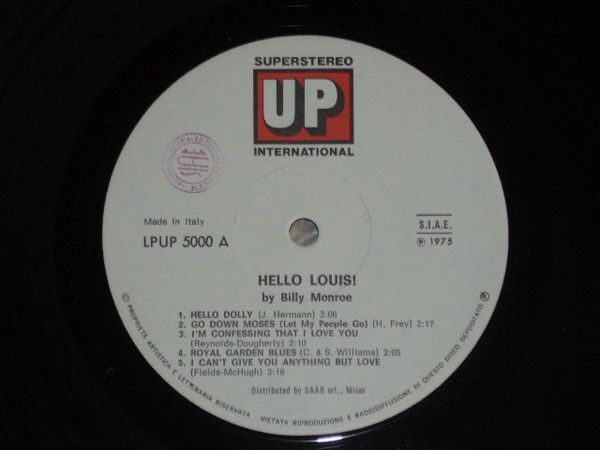 SUPERSTEREO
UP
INTERNATIONAL
Made in Italy
LPUP 5000 A
S.I.A.E.
Ⓟ 1975
HELLO LOUIS!
by Billy Monroe
1. HELLO DOLLY (J. Hermann) 3:06
2. GO DOWN MOSES (Let My People Go) (H. Frey) 2:17
3. I'M CONFESSING THAT I LOVE YOU
(Reynolds-Dougherty) 2:10
4. ROYAL GARDEN BLUES (C. & S. Williams) 2:05
5. I CAN'T GIVE YOU ANYTHING BUT LOVE
(Fields-McHugh) 3:19
Distributed by SAAR srl., Milan
© PROPRIETA ARTISTICA E LETTERARIA RISERVATA - VIETATA RIPRODUZIONE E RADIODIFFUSIONE DI QUESTO DISCO DEPOSITATO Ⓟ